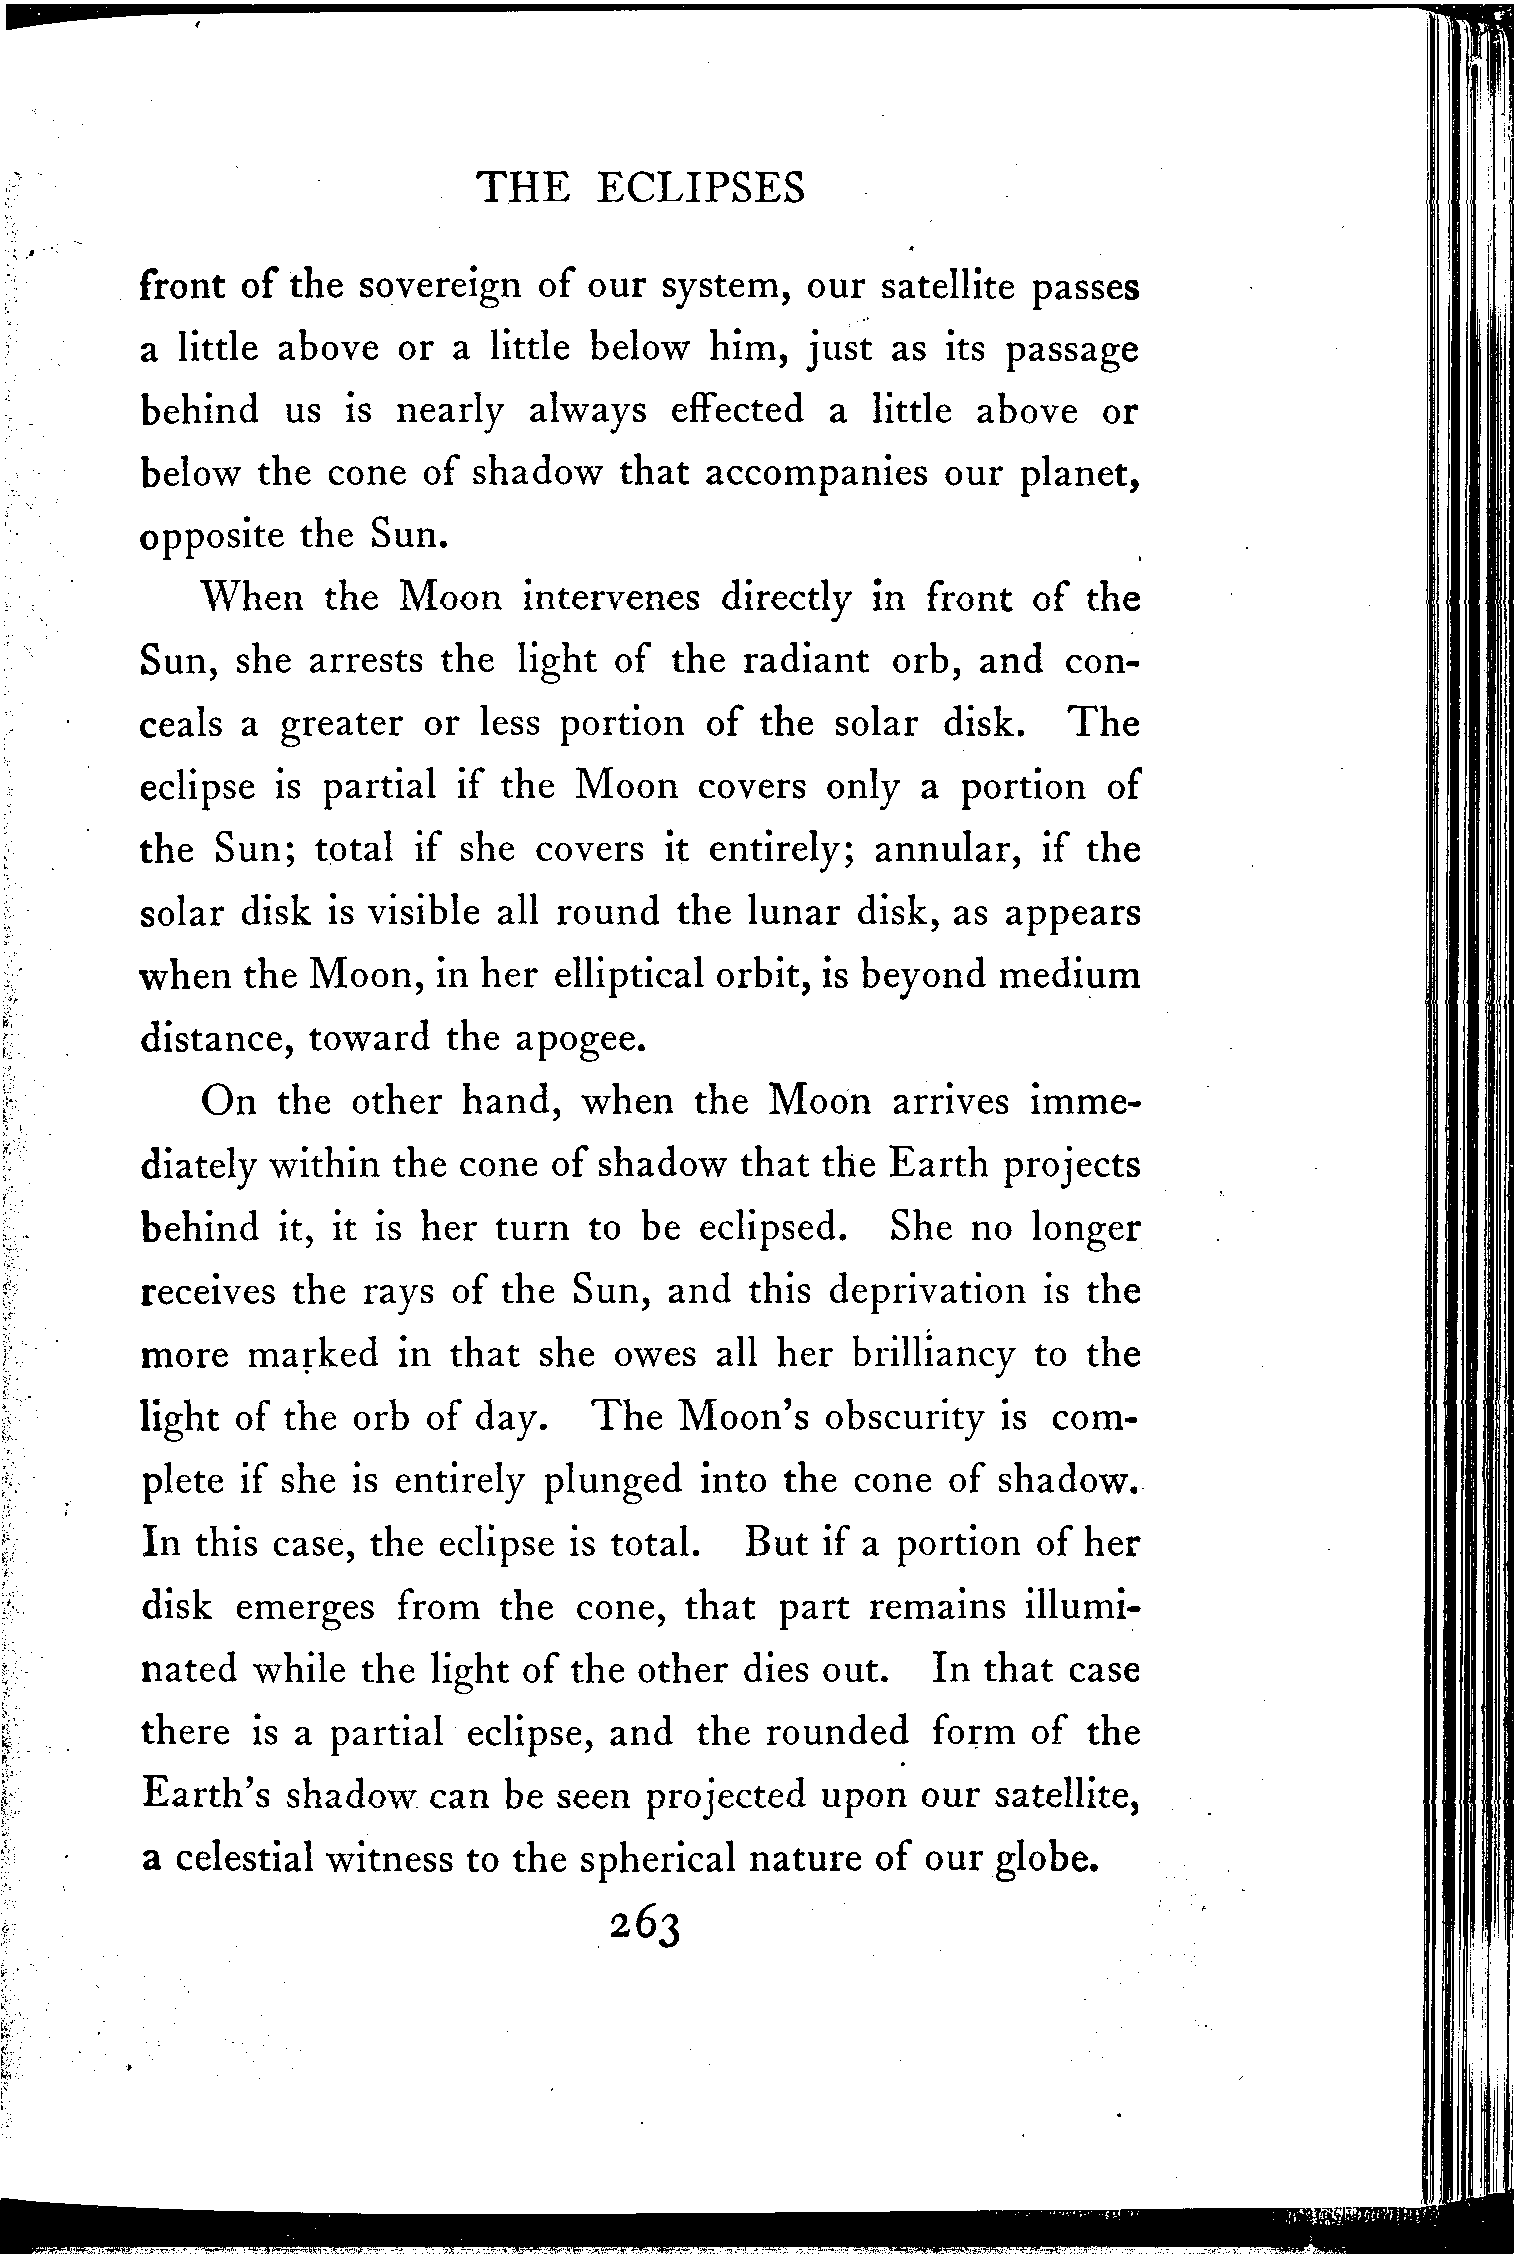 THE ECLIPSES
front of the sovereign of our system, our satellite passes
a little above or a little below him, just as its passage
behind us is nearly always effected a little above or
below the cone of shadow that accompanies our planet,
opposite the Sun.
When the Moon intervenes directly in front of the
Sun, she arrests the light of the radiant orb, and con-
ceals a greater or less portion of the solar disk. The
eclipse is partial if the Moon covers only a portion of
the Sun; total if she covers it entirely; annular, if the
solar disk is visible all round the lunar disk, as appears
when the Moon, in her elliptical orbit, is beyond medium
distance, toward the apogee.
On the other hand, when the Moon arrives imme-
diately within the cone of shadow that the Earth projects
behind it, it is her turn to be eclipsed. She no longer
receives the rays of the Sun, and this deprivation is the
more marked in that she owes all her brilliancy to the
light of the orb of day. The Moon's obscurity is com-
plete if she is entirely plunged into the cone of shadow.
In this case, the eclipse is total. But if a portion of her
disk emerges from the cone, that part remains illumi-
nated while the light of the other dies out. In that case
there is a partial eclipse, and the rounded form of the
Earth's shadow can be seen projected upon our satellite,
a celestial witness to the spherical nature of our globe.
263